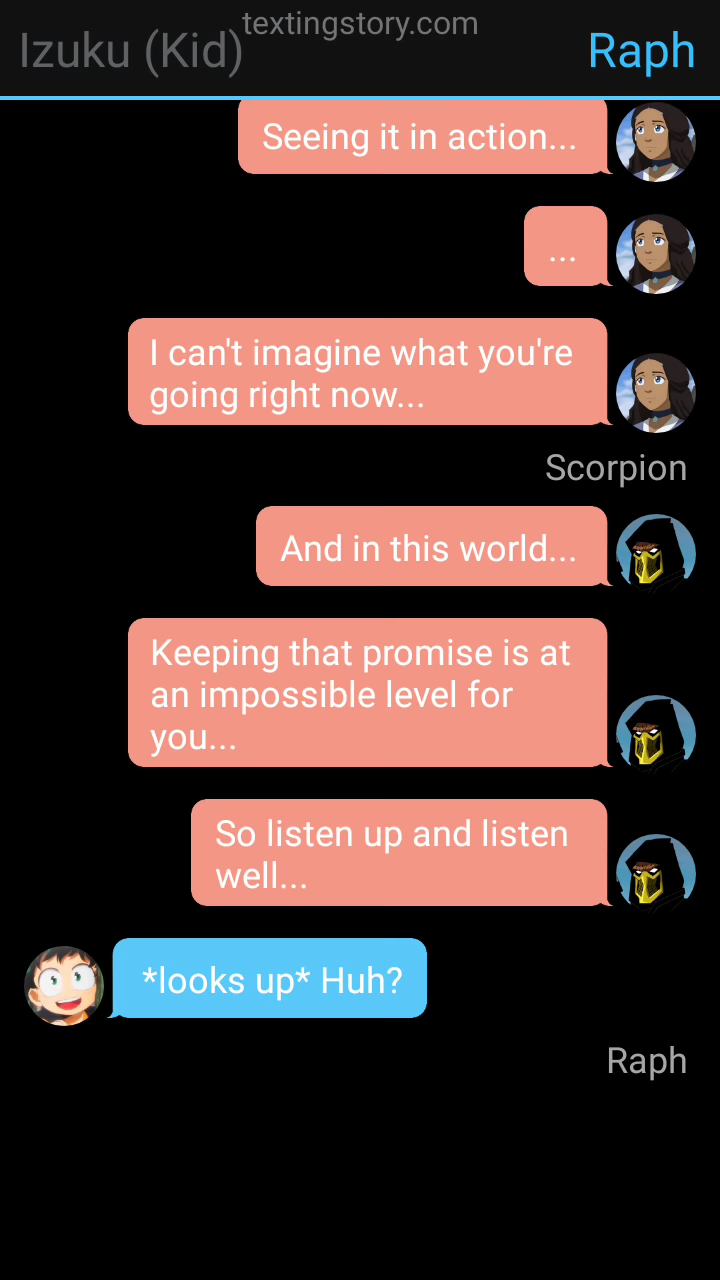 textingstory.com
Izuku (Kid)
Raph
Seeing it in action...
...
I can't imagine what you're
going right now...
Scorpion
And in this world...
Keeping that promise is at
an impossible level for
you...
So listen up and listen
well...
*looks up* Huh?
Raph